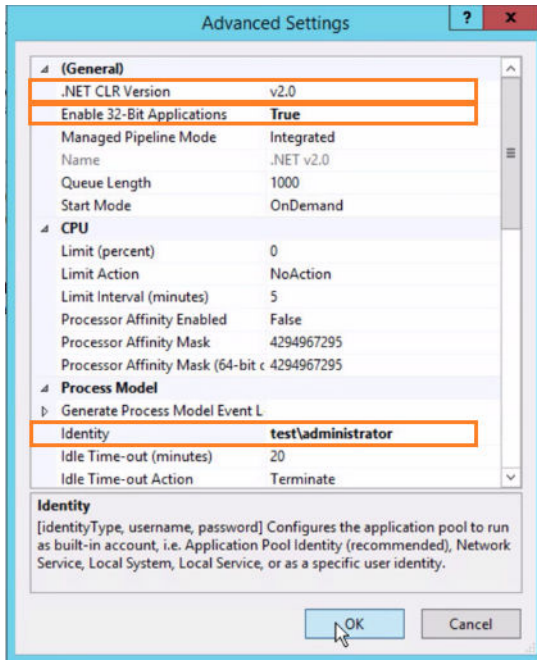 Advanced Settings
?
x
(General)
.NET CLR Version v2.0
Enable 32-Bit Applications True
Managed Pipeline Mode Integrated
Name .NET v2.0
Queue Length 1000
Start Mode OnDemand
CPU
Limit (percent) 0
Limit Action NoAction
Limit Interval (minutes) 5
Processor Affinity Enabled False
Processor Affinity Mask 4294967295
Processor Affinity Mask (64-bit c 4294967295
Process Model
Generate Process Model Event L
Identity test\administrator
Idle Time-out (minutes) 20
Idle Time-out Action Terminate
Identity
[identityType, username, password] Configures the application pool to run
as built-in account, i.e. Application Pool Identity (recommended), Network
Service, Local System, Local Service, or as a specific user identity.
OK
Cancel